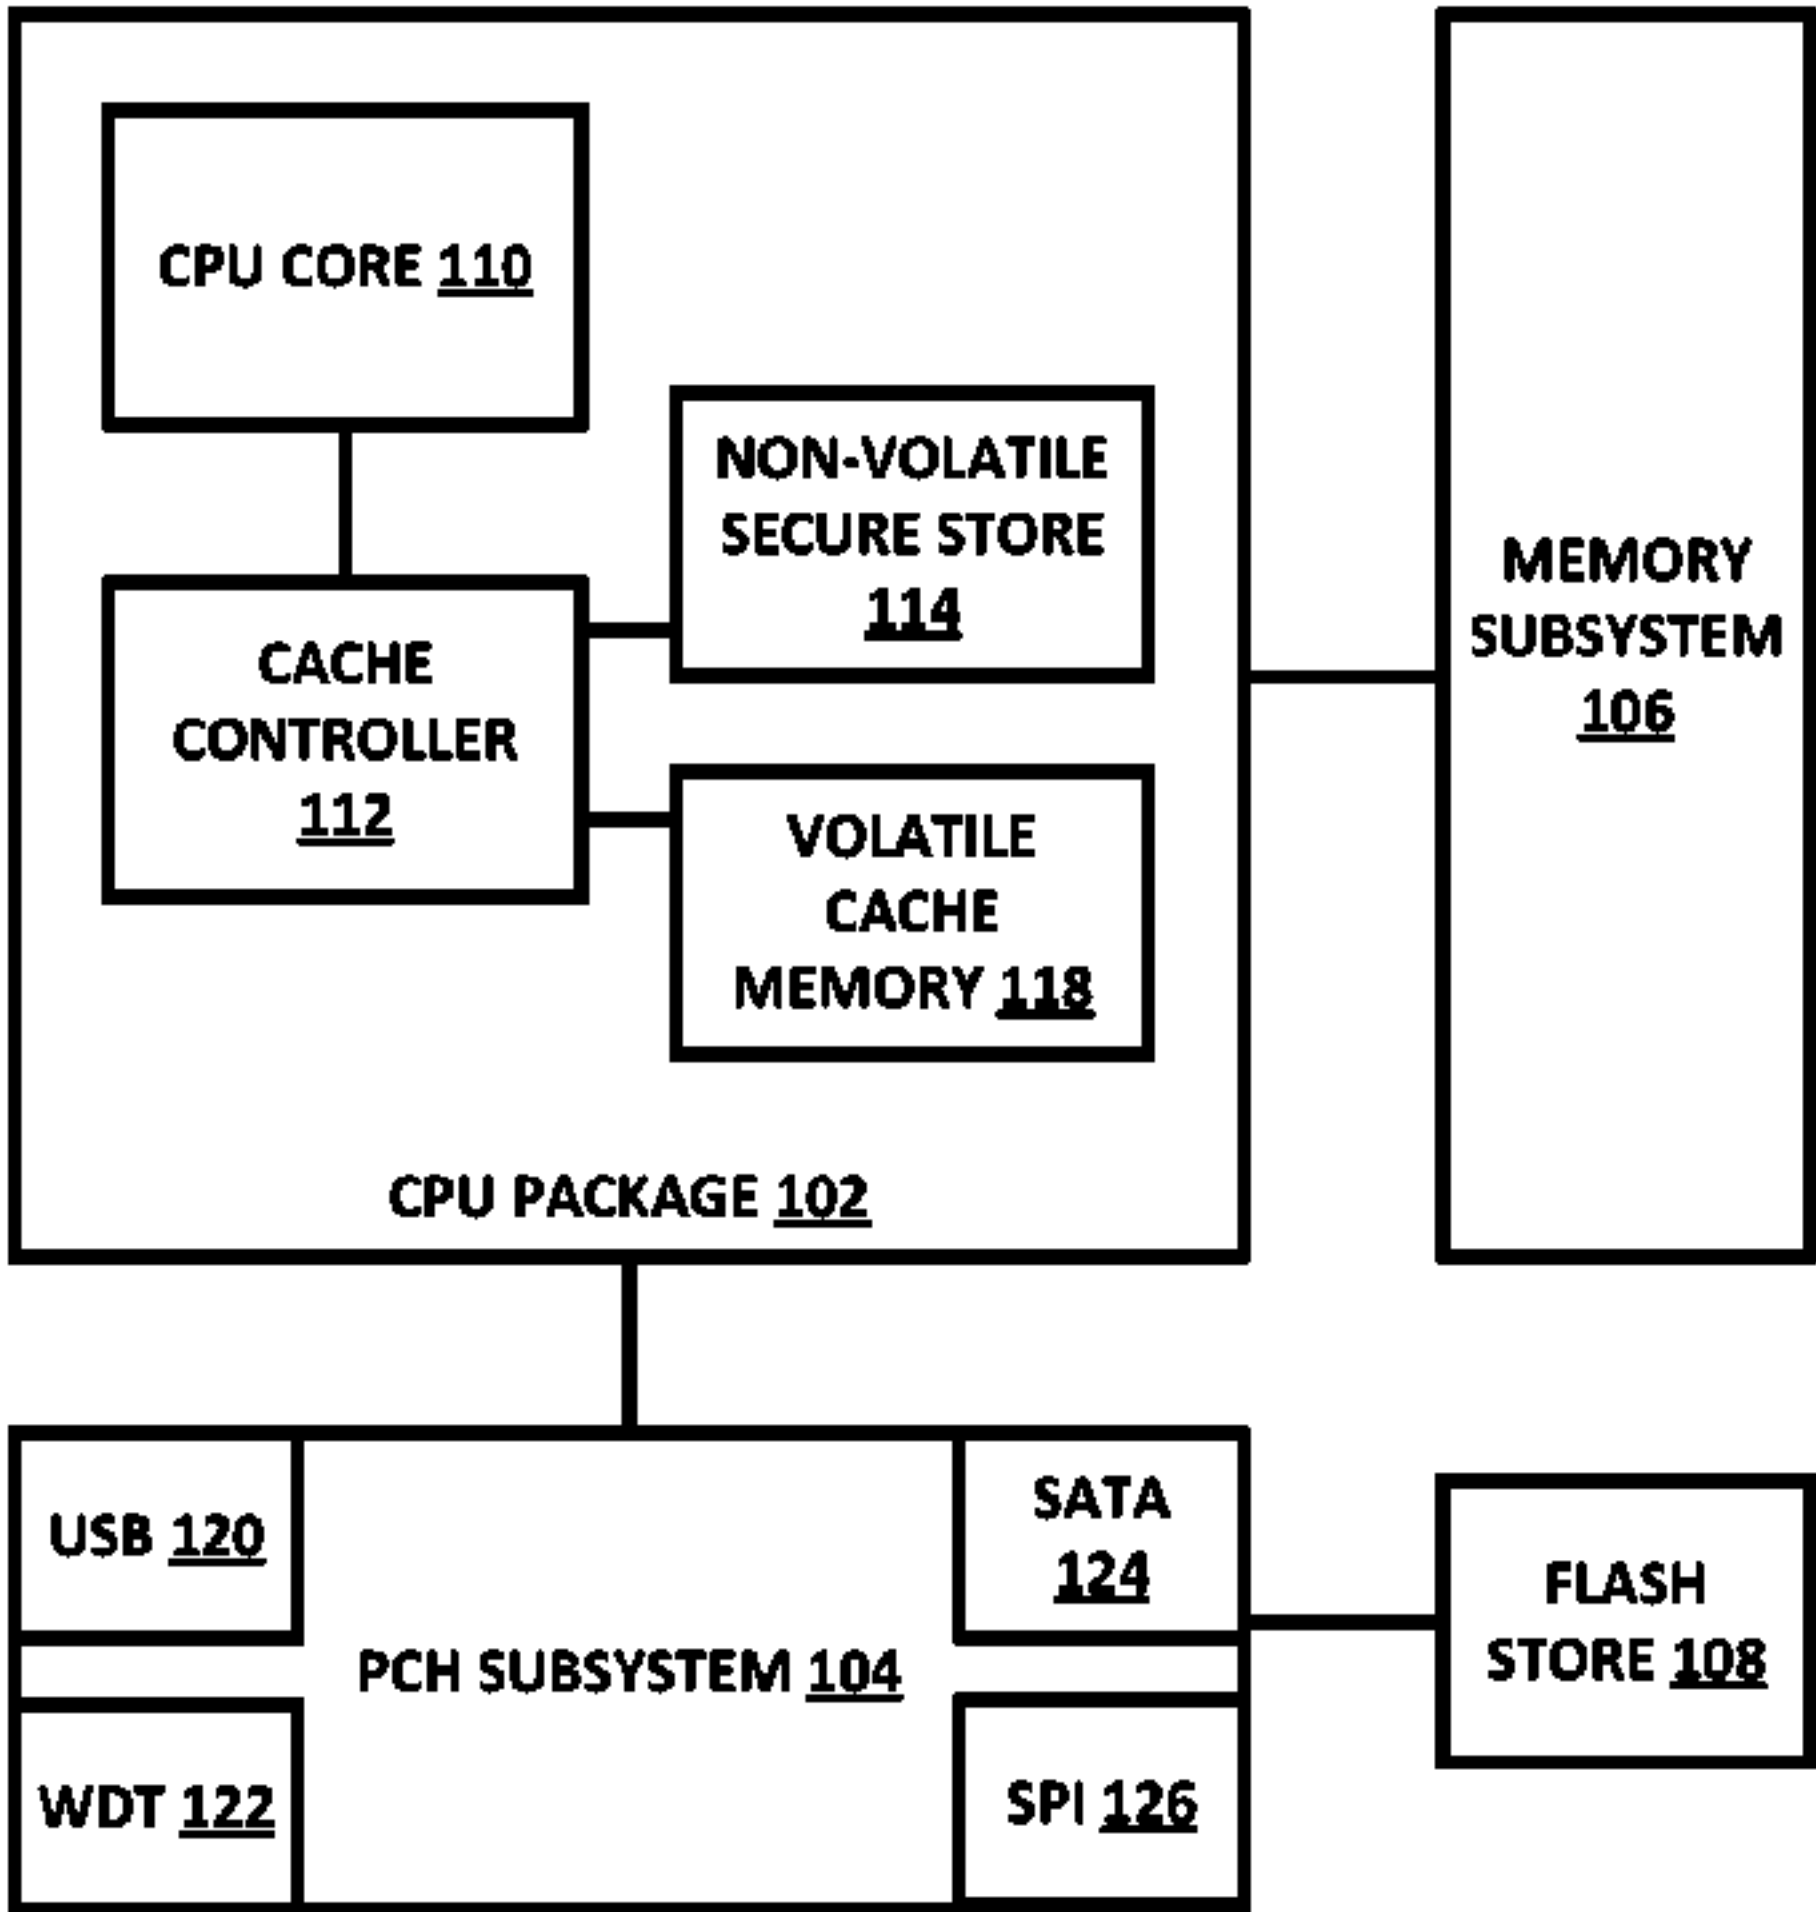 CPU CORE 110
NON-VOLATILE
SECURE STORE
114
CACHE
CONTROLLER
112
VOLATILE
CACHE
MEMORY 118
CPU PACKAGE 102
MEMORY
SUBSYSTEM
106
USB 120
WDT 122
PCH SUBSYSTEM 104
SATA
124
SPI 126
FLASH
STORE 108